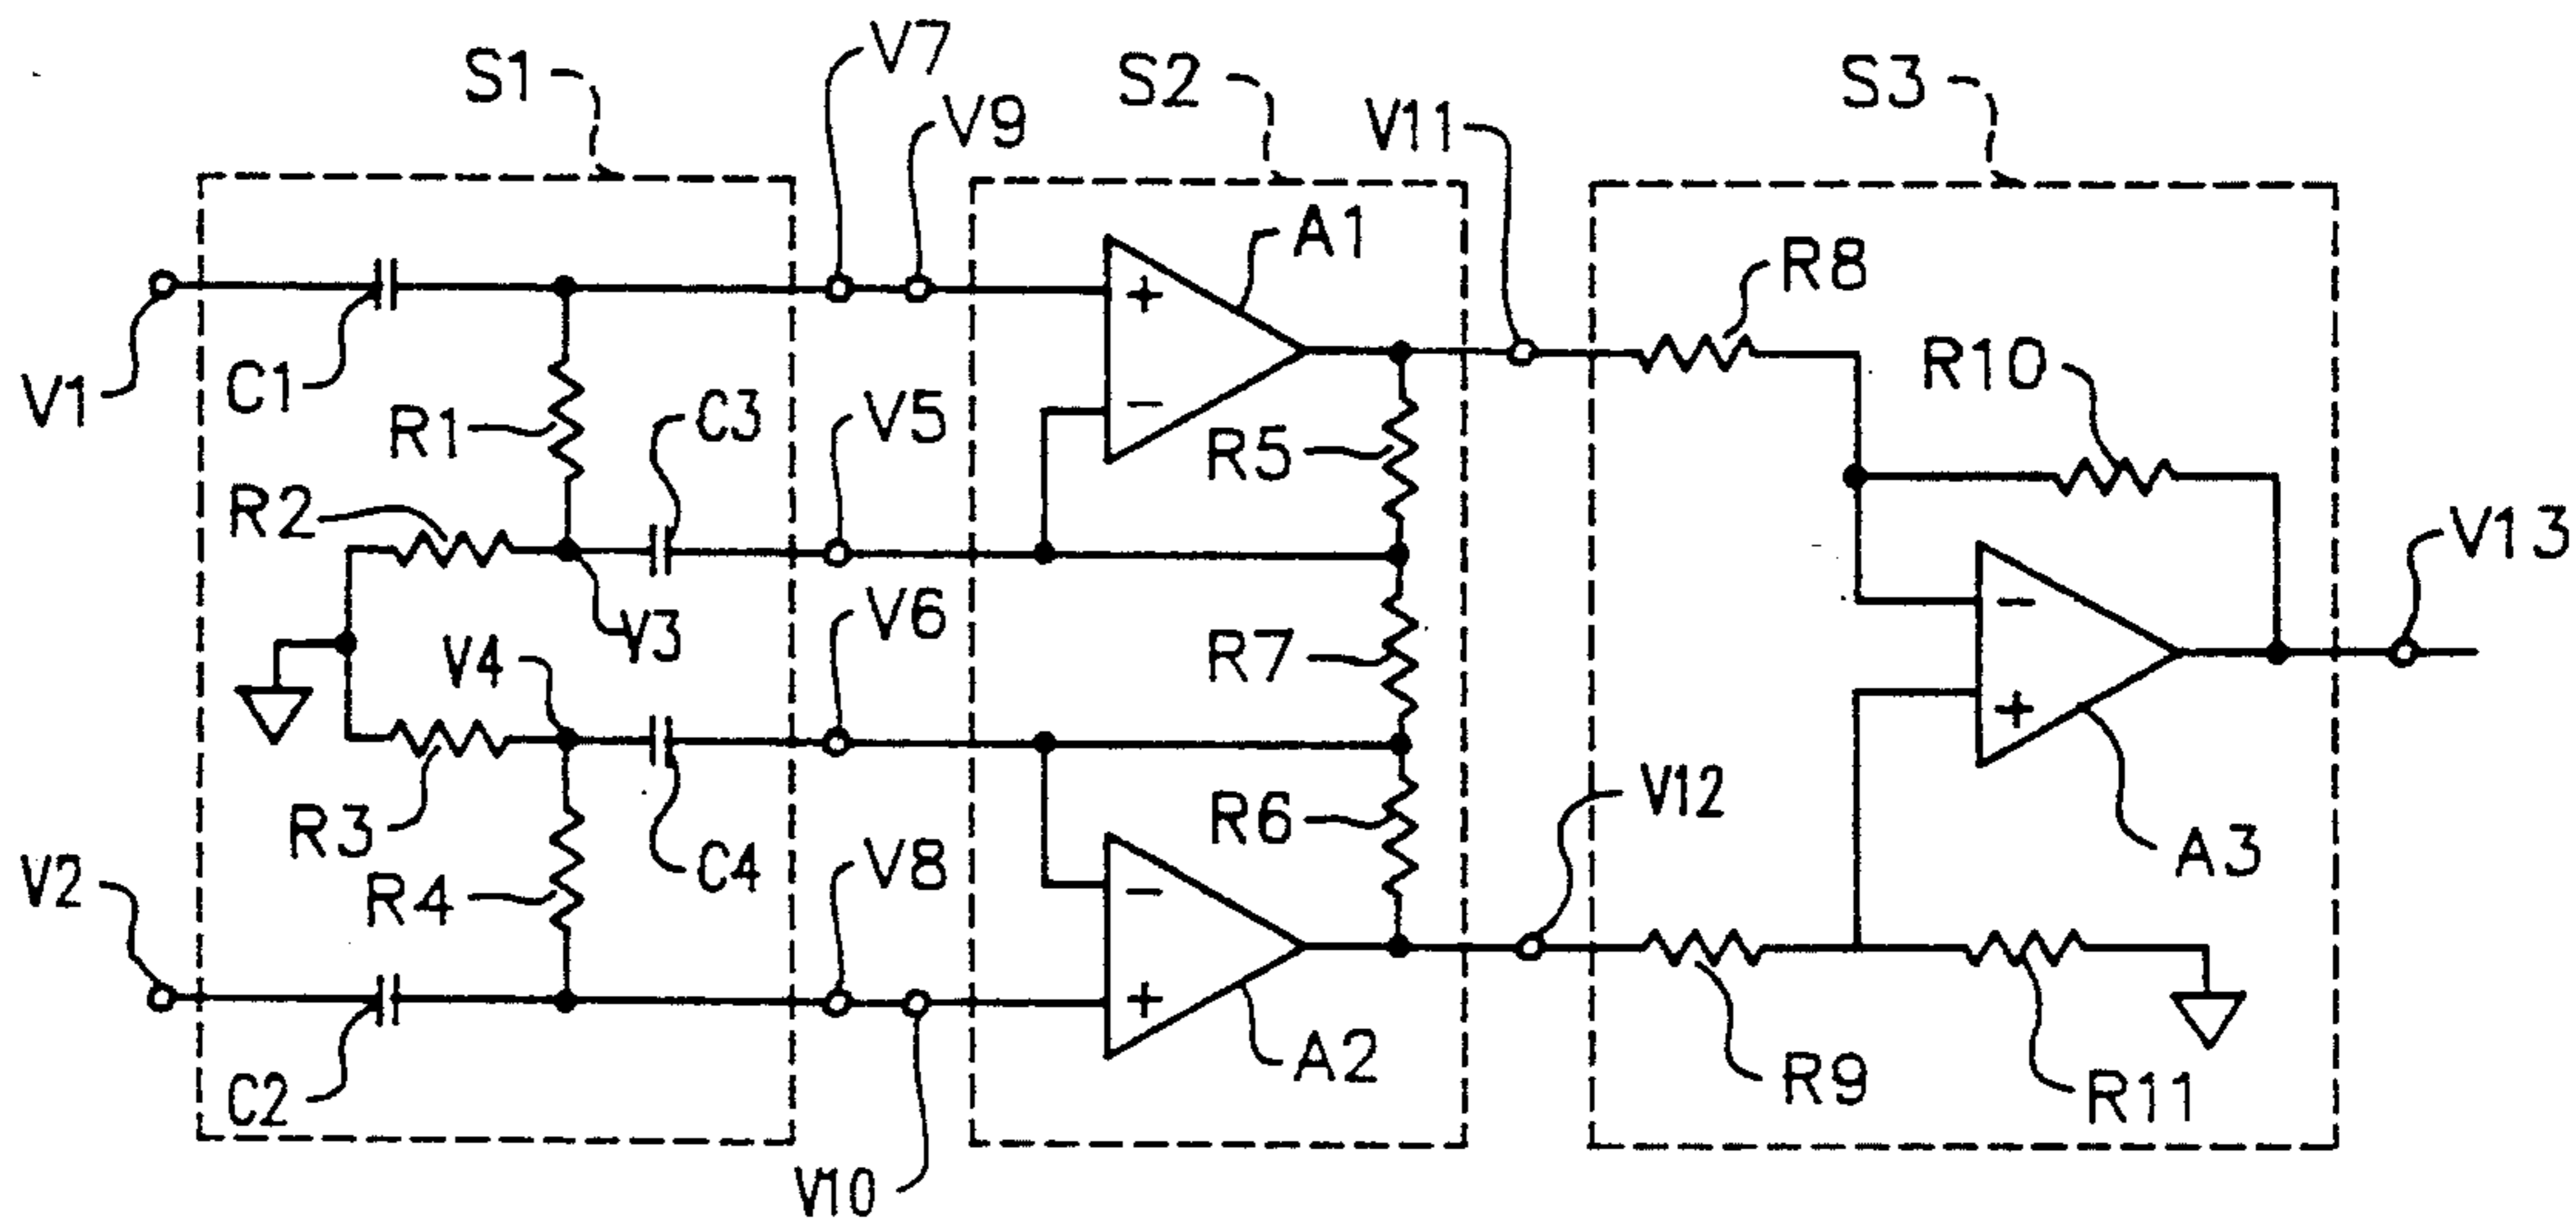 S1
V7
V9
S2
V11
S3
A1
R8
V1
C1
R1
C3
V5
R5
R10
R2
V3
V6
R7
V13
V4
R3
R4
C4
V8
R6
V12
A3
V2
C2
V10
A2
R9
R11
+
−
−
+
−
+